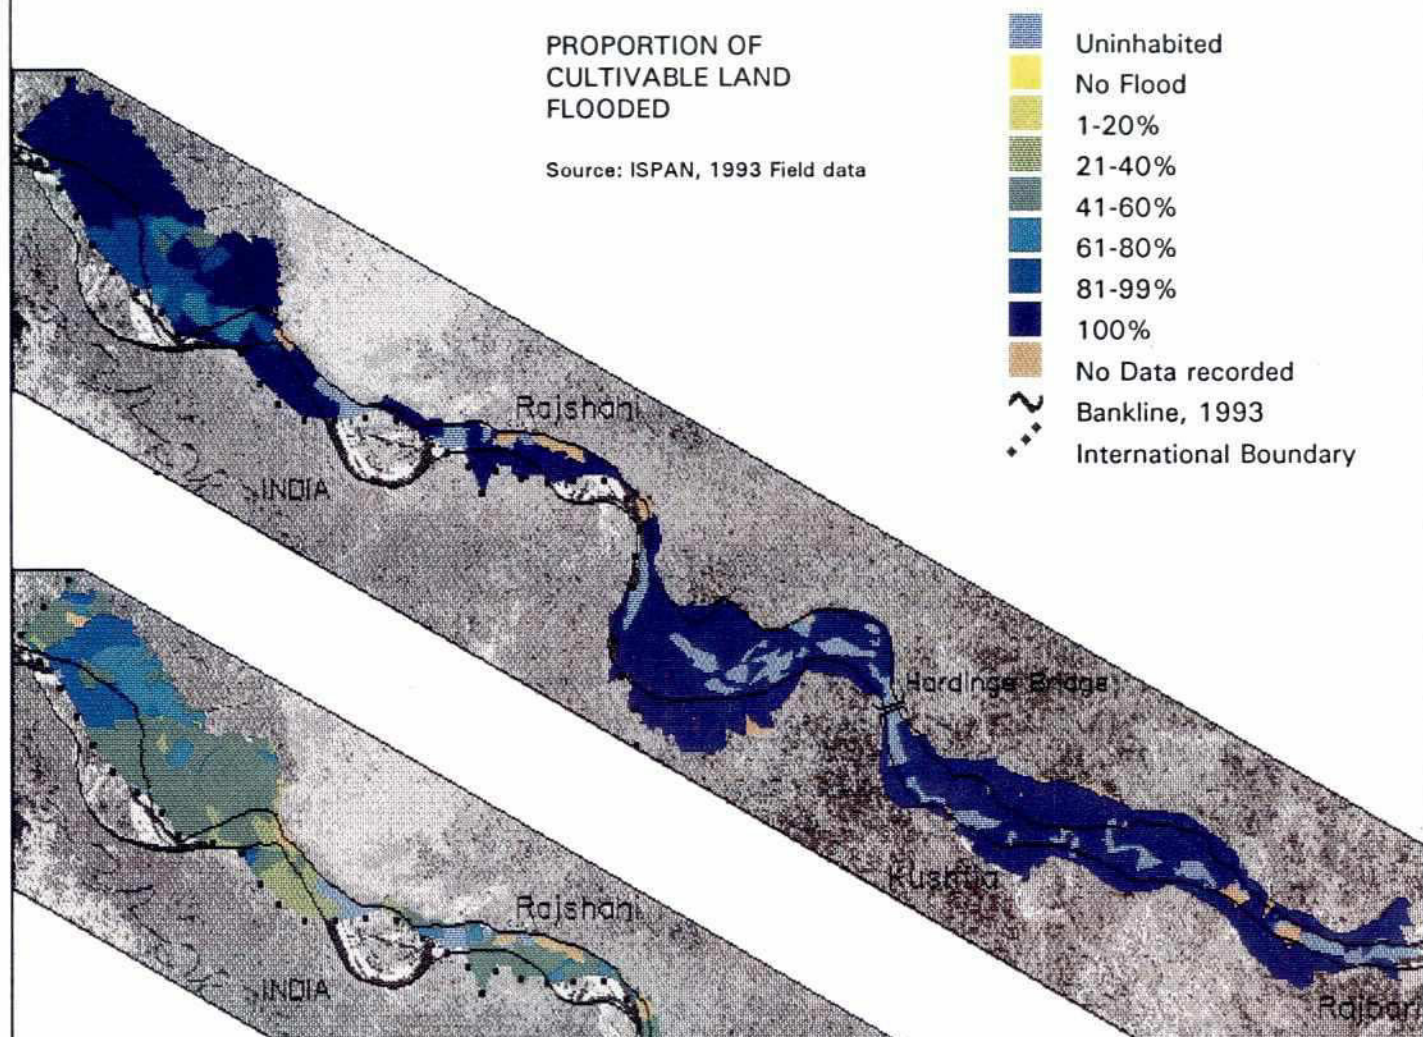 PROPORTION OF
CULTIVABLE LAND
FLOODED
Source: ISPAN, 1993 Field data
Uninhabited
No Flood
1-20%
21-40%
41-60%
61-80%
81-99%
100%
No Data recorded
Bankline, 1993
International Boundary
Rajshahi
INDIA
Hardinge Bridge
Kushtia
Rajbari
Rajshahi
INDIA